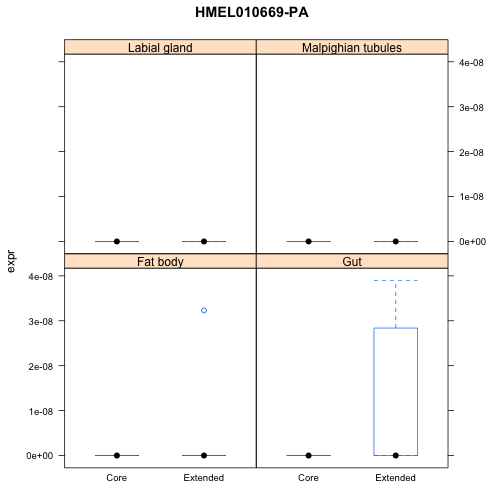 HMEL010669-PA
Labial gland Malpighian tubules
4e-08
3e-08
2e-08
1e-08
0e+00
expr
Fat body Gut
4e-08
3e-08
2e-08
1e-08
0e+00
Core Extended Core Extended